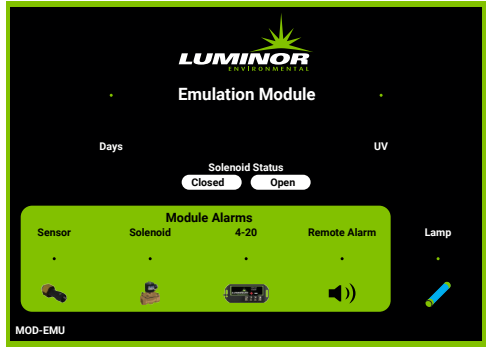 LUMINOR
ENVIRONMENTAL
Emulation Module
Days UV
Solenoid Status
Closed Open
Module Alarms
Sensor Solenoid 4-20 Remote Alarm Lamp
MOD-EMU